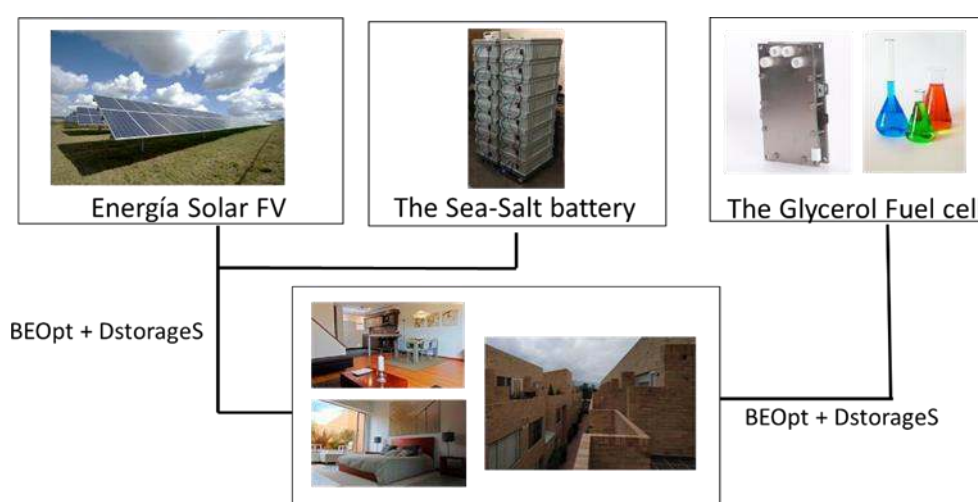 Energía Solar FV
The Sea-Salt battery
The Glycerol Fuel cel
BEOpt + DstorageS
BEOpt + DstorageS